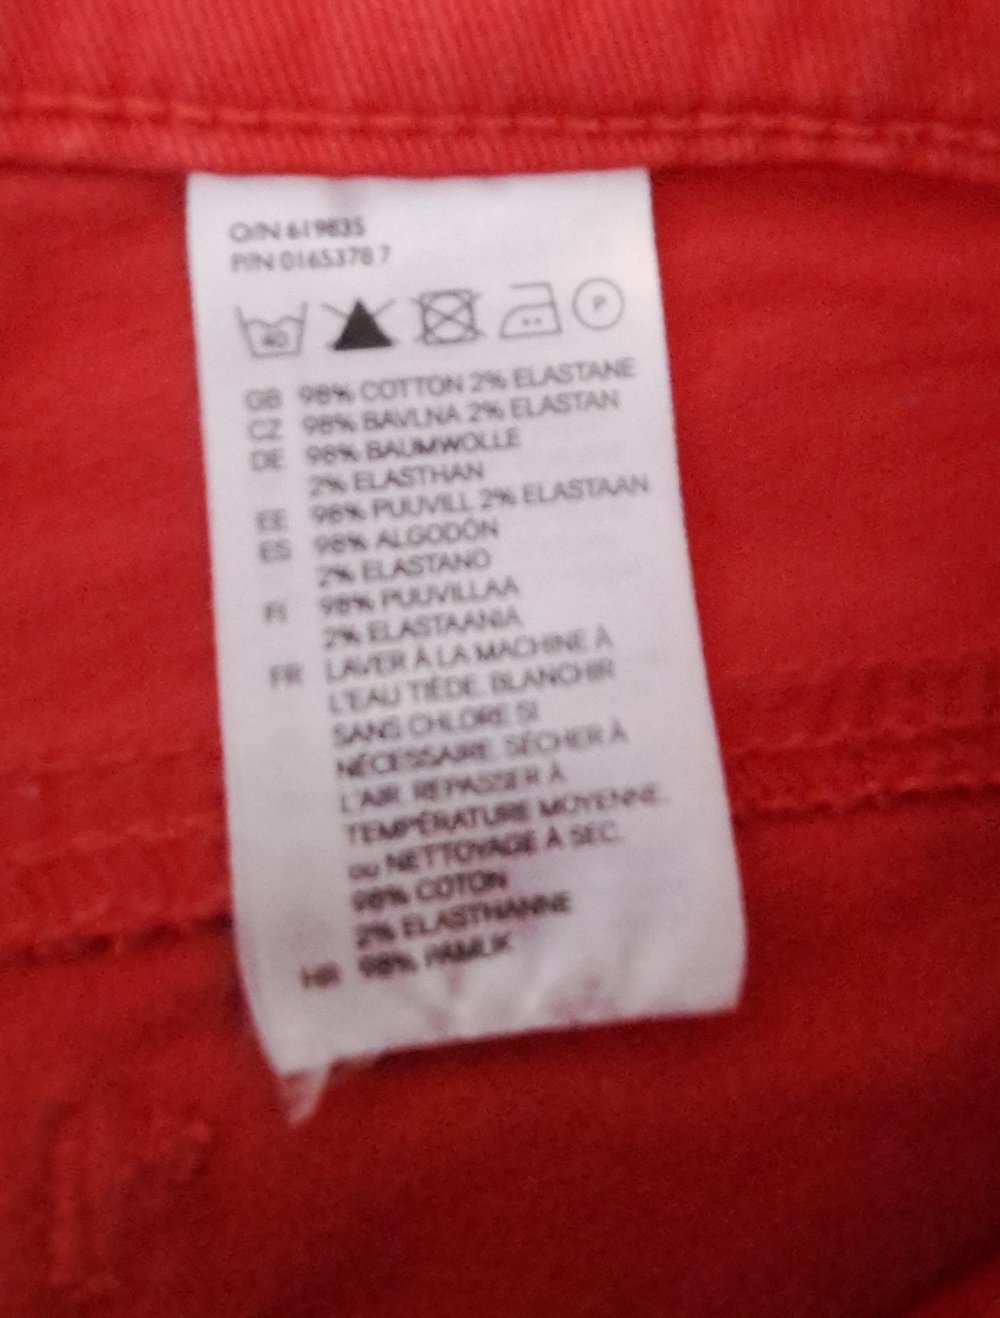 O/N 619835
P/N 01653787
40 P
GB 98% COTTON 2% ELASTANE
CZ 98% BAVLNA 2% ELASTAN
DE 98% BAUMWOLLE
2% ELASTHAN
EE 98% PUUVILL 2% ELASTAAN
ES 98% ALGODÓN
2% ELASTANO
FI 98% PUUVILLAA
2% ELASTAANIA
FR LAVER À LA MACHINE À
L'EAU TIÈDE. BLANCHIR
SANS CHLORE SI
NÉCESSAIRE. SÉCHER À
L'AIR. REPASSER À
TEMPÉRATURE MOYENNE.
ou NETTOYAGE À SEC.
98% COTON
2% ELASTHANNE
HR 98% PAMUK